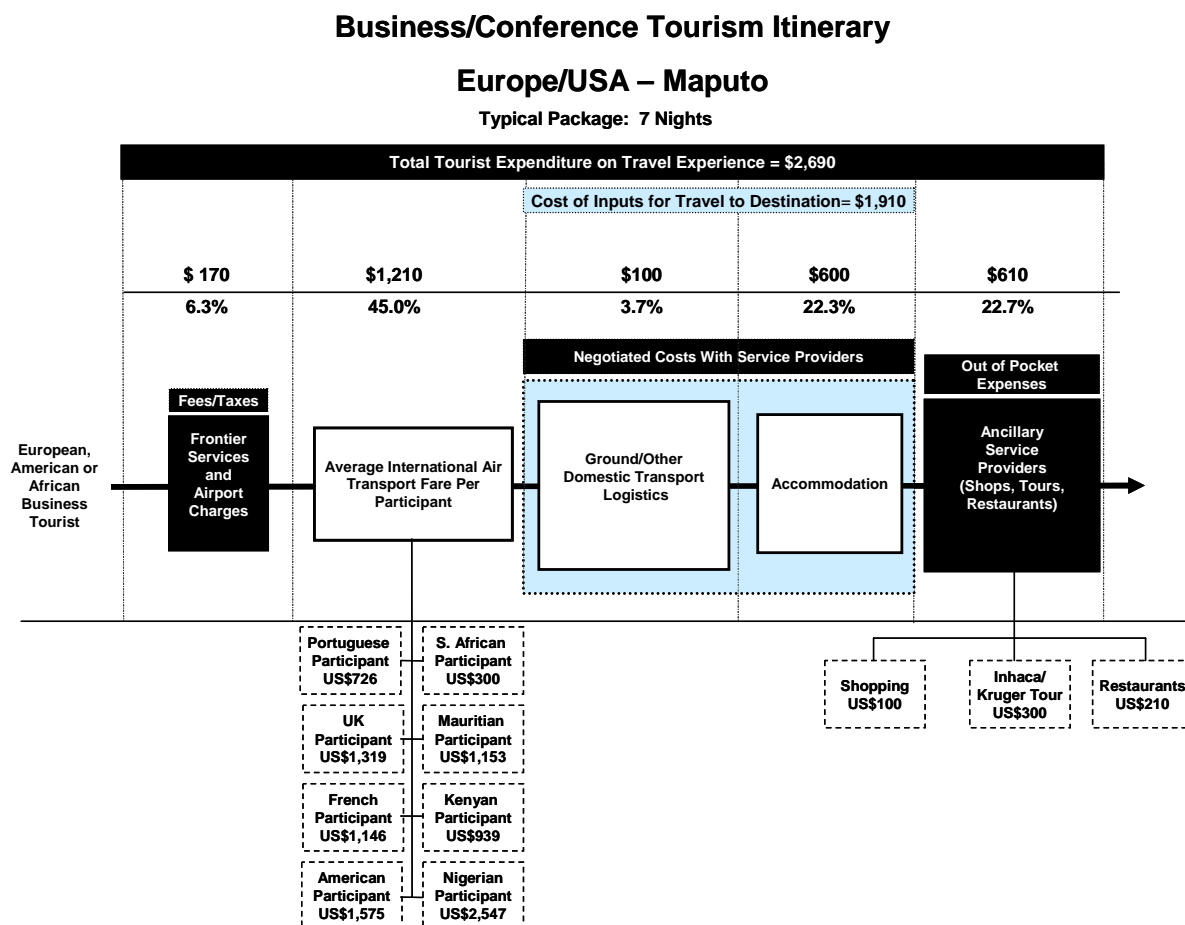 Business/Conference Tourism Itinerary
Europe/USA – Maputo
Typical Package: 7 Nights
Total Tourist Expenditure on Travel Experience = $2,690
Cost of Inputs for Travel to Destination= $1,910
$ 170
$1,210
$100
$600
$610
6.3%
45.0%
3.7%
22.3%
22.7%
Negotiated Costs With Service Providers
Out of Pocket
Expenses
Fees/Taxes
European,
American or
African
Business
Tourist
Frontier
Services
and
Airport
Charges
Average International Air
Transport Fare Per
Participant
Ground/Other
Domestic Transport
Logistics
Accommodation
Ancillary
Service
Providers
(Shops, Tours,
Restaurants)
Portuguese
Participant
US$726
S. African
Participant
US$300
UK
Participant
US$1,319
Mauritian
Participant
US$1,153
French
Participant
US$1,146
Kenyan
Participant
US$939
American
Participant
US$1,575
Nigerian
Participant
US$2,547
Shopping
US$100
Inhaca/
Kruger Tour
US$300
Restaurants
US$210